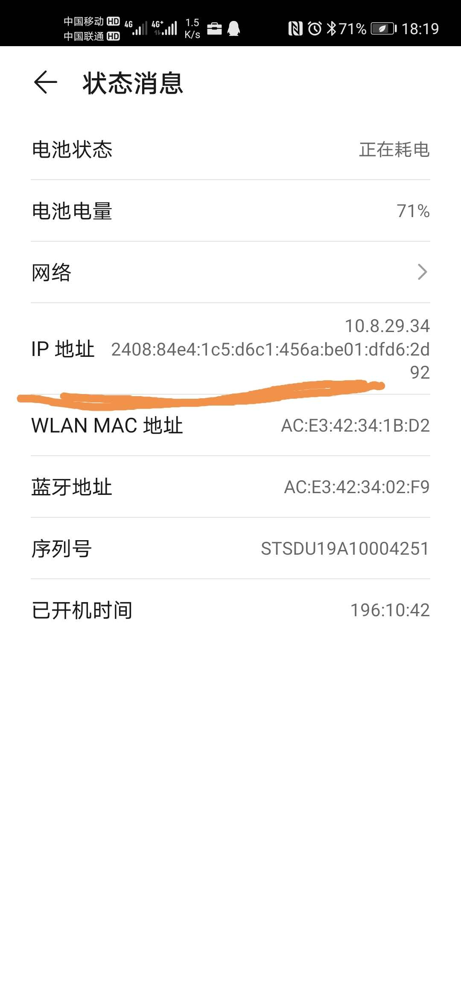 中国移动 HD 4G 4G+ 1.5 71% 18:19
中国联通 HD K/s
状态消息
电池状态 正在耗电
电池电量 71%
网络
10.8.29.34
IP 地址 2408:84e4:1c5:d6c1:456a:be01:dfd6:2d
92
WLAN MAC 地址 AC:E3:42:34:1B:D2
蓝牙地址 AC:E3:42:34:02:F9
序列号 STSDU19A10004251
已开机时间 196:10:42